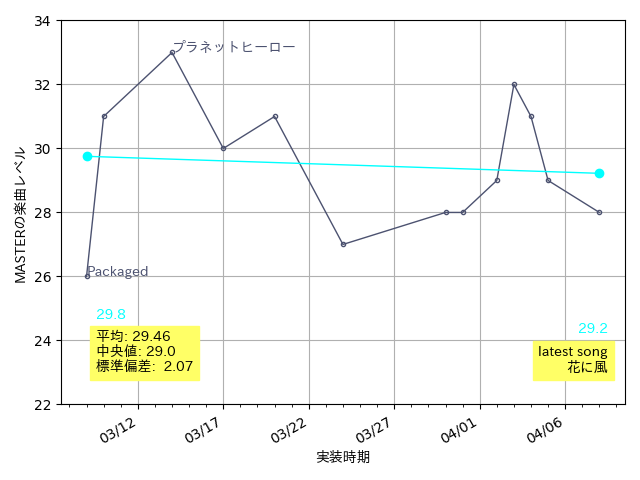 34
32
30
28
26
24
22
MASTERの楽曲レベル
プラネットヒーロー
Packaged
29.8
平均: 29.46
中央値: 29.0
標準偏差: 2.07
29.2
latest song
花に風
03/12
03/17
03/22
03/27
04/01
04/06
実装時期